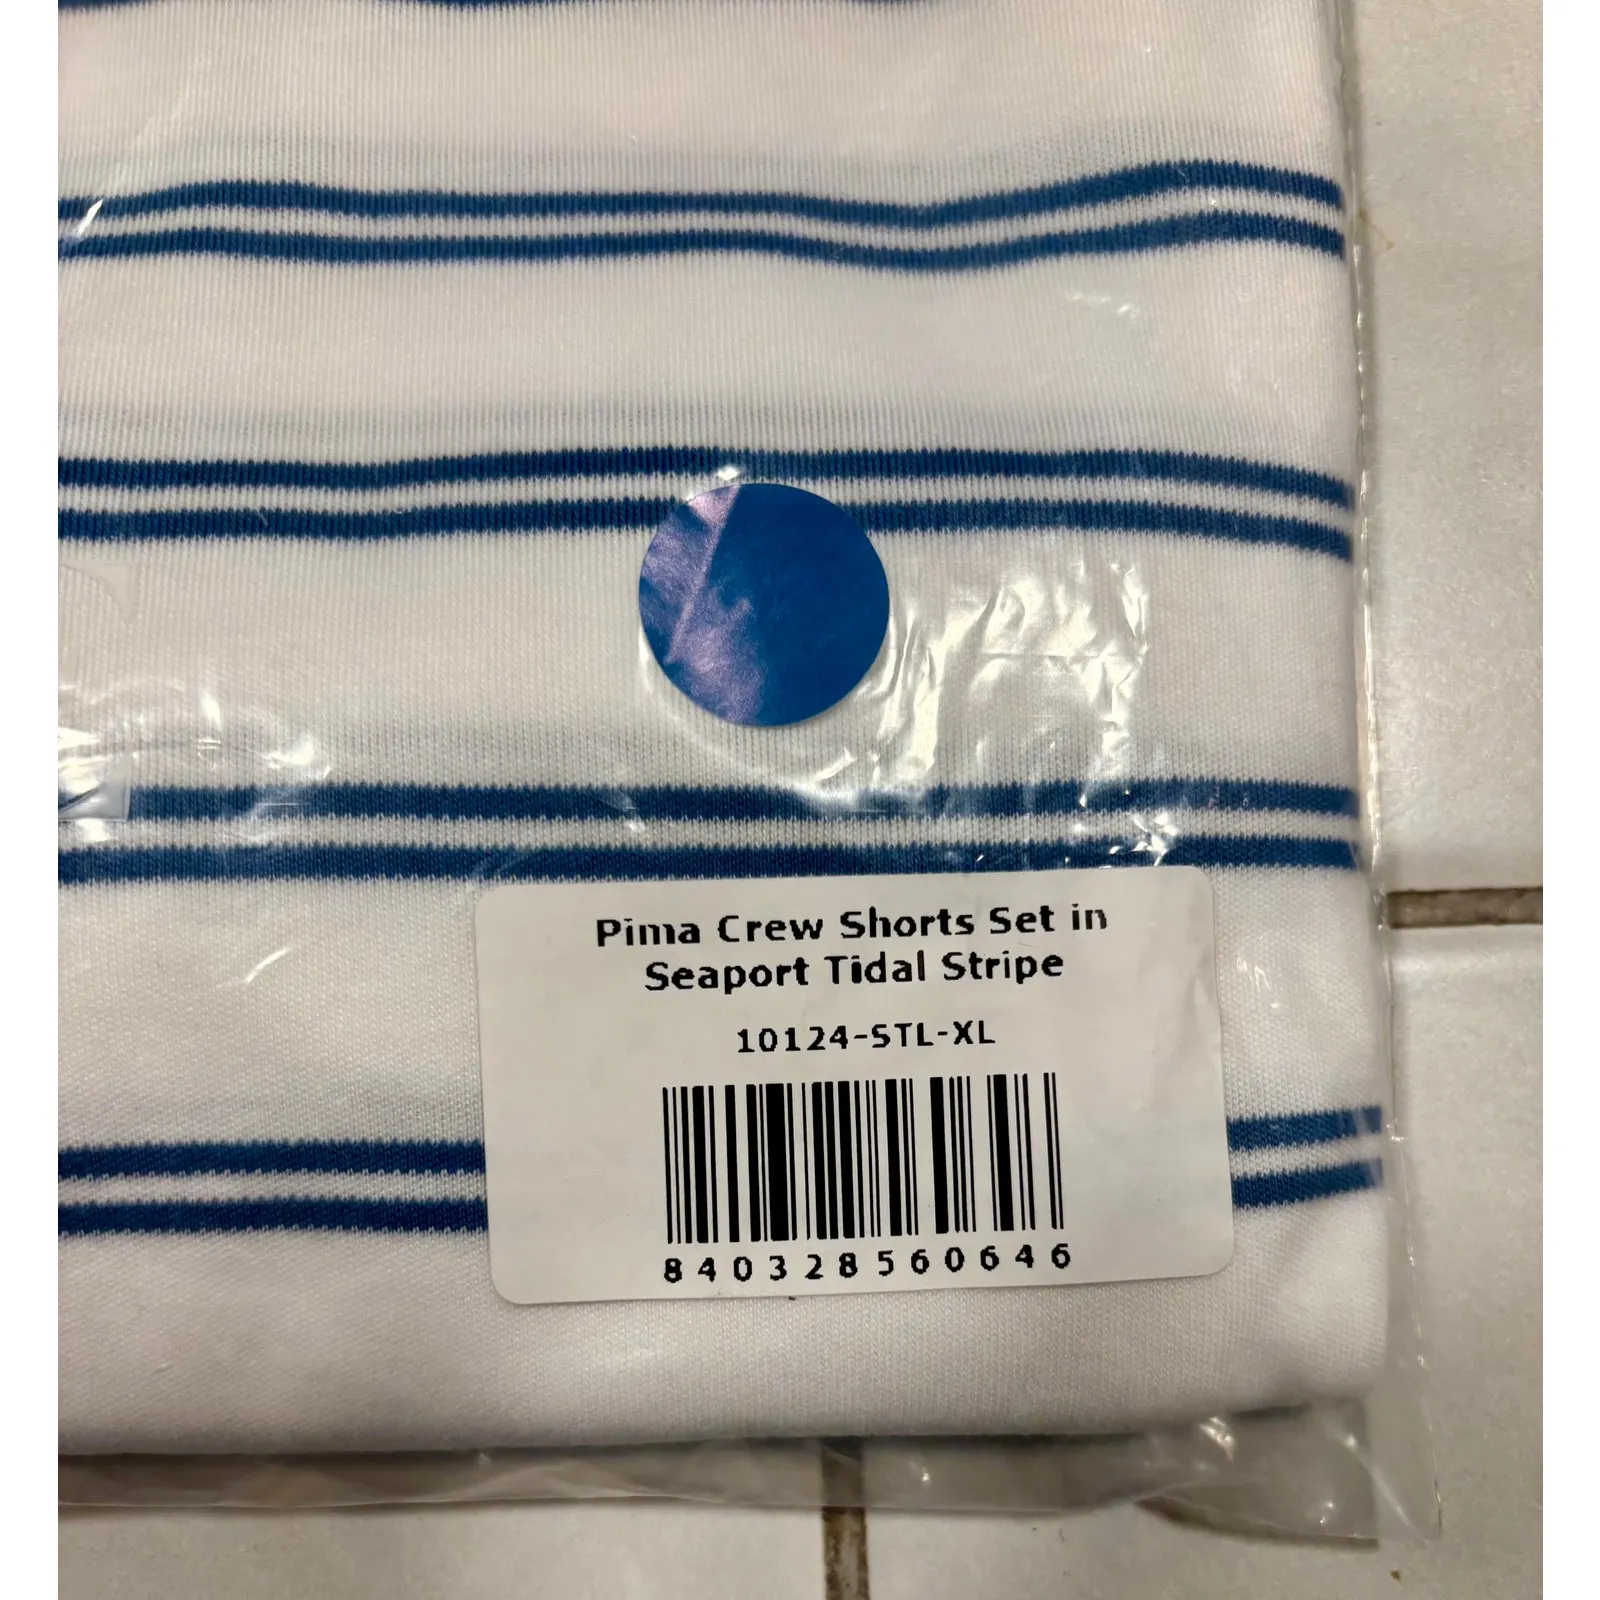 Pima Crew Shorts Set in
Seaport Tidal Stripe
10124-STL-XL
840328560646